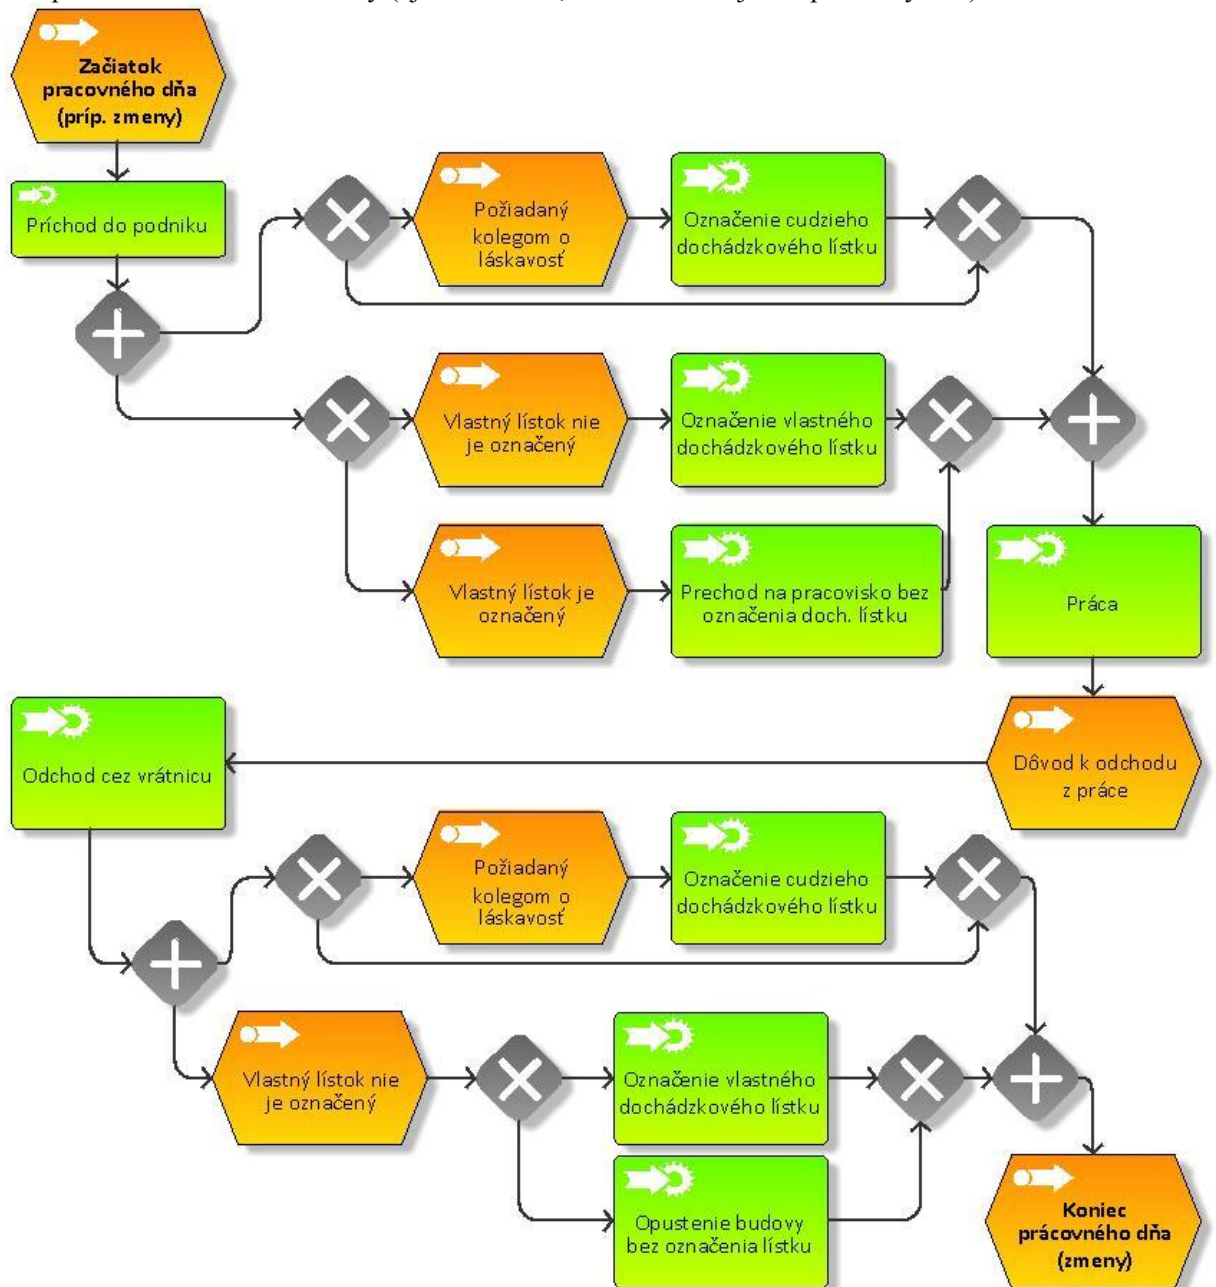 Začiatok
pracovného dňa
(príp. zmeny)
Príchod do podniku
Požiadaný
kolegom o
láskavosť
Označenie cudzieho
dochádzkového lístku
Vlastný lístok nie
je označený
Označenie vlastného
dochádzkového lístku
Vlastný lístok je
označený
Prechod na pracovisko bez
označenia doch. lístku
Práca
Odchod cez vrátnicu
Dôvod k odchodu
z práce
Požiadaný
kolegom o
láskavosť
Označenie cudzieho
dochádzkového lístku
Vlastný lístok nie
je označený
Označenie vlastného
dochádzkového lístku
Opustenie budovy
bez označenia lístku
Koniec
prácovného dňa
(zmeny)